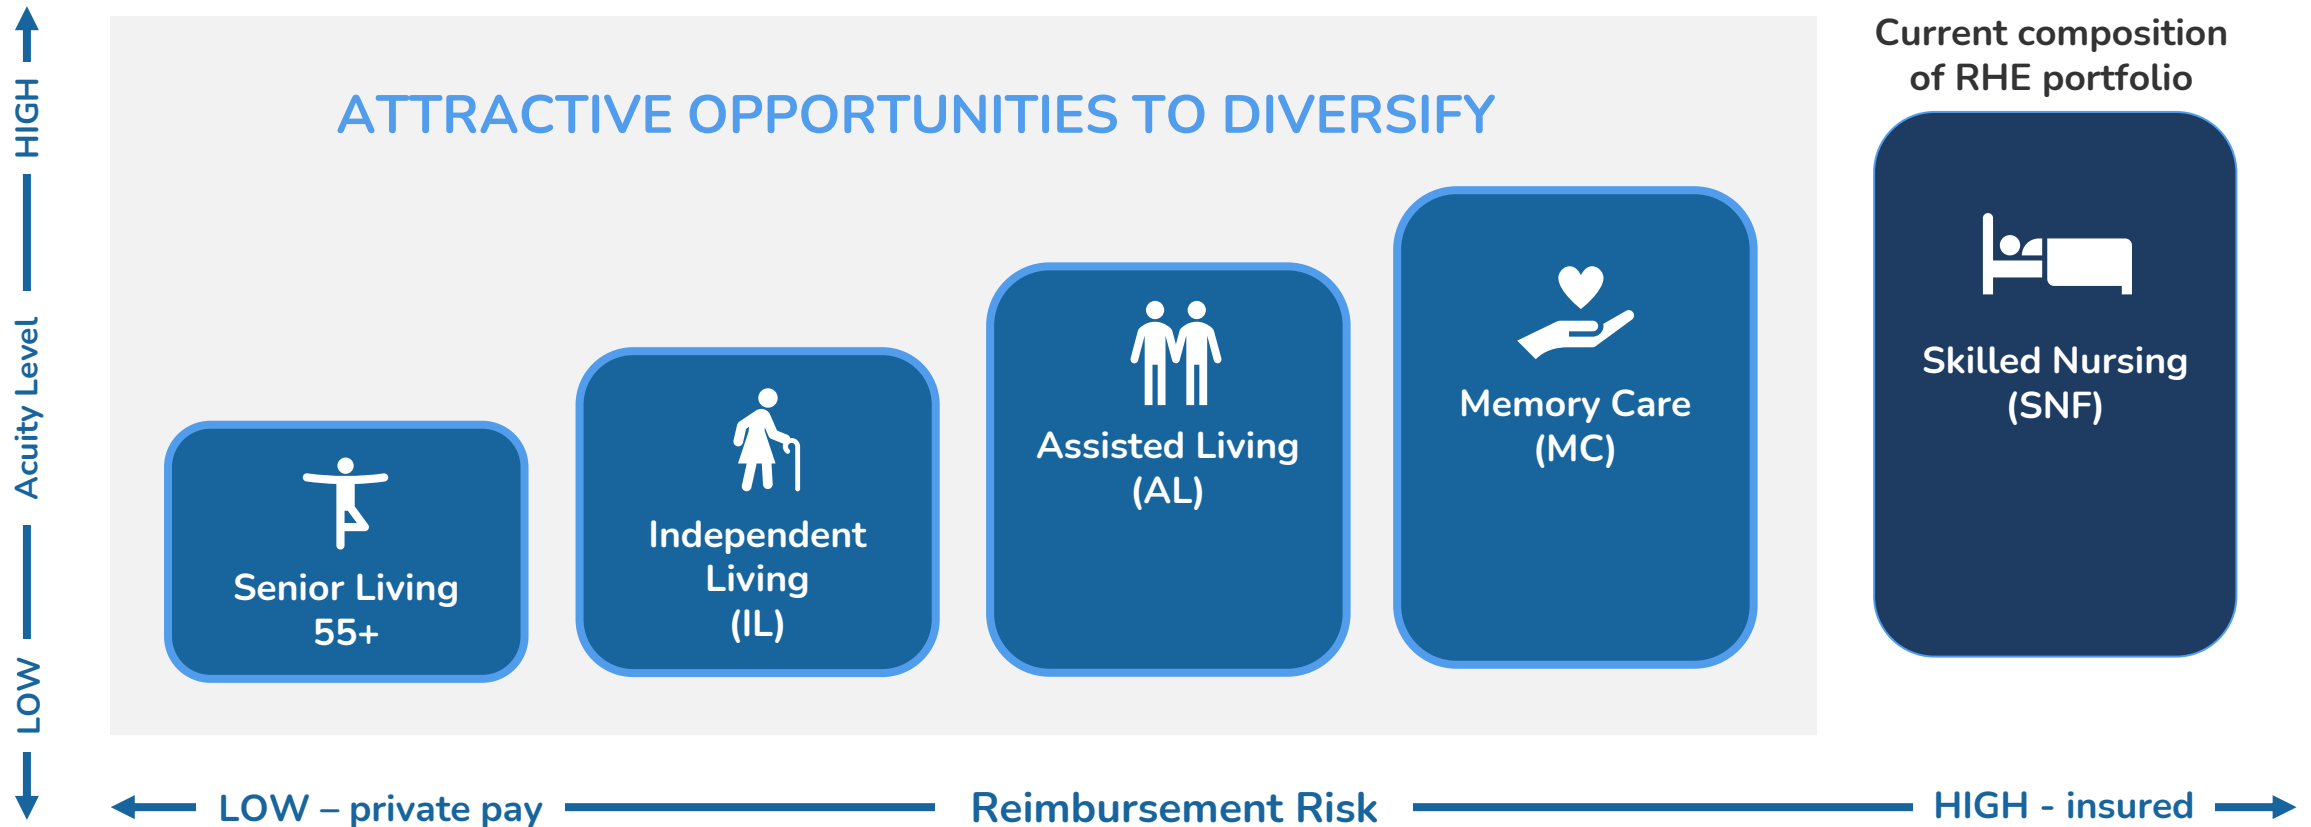 Current composition
of RHE portfolio
ATTRACTIVE OPPORTUNITIES TO DIVERSIFY
HIGH
Acuity Level
LOW
Senior Living
55+
Independent
Living
(IL)
Assisted Living
(AL)
Memory Care
(MC)
Skilled Nursing
(SNF)
LOW – private pay
Reimbursement Risk
HIGH - insured